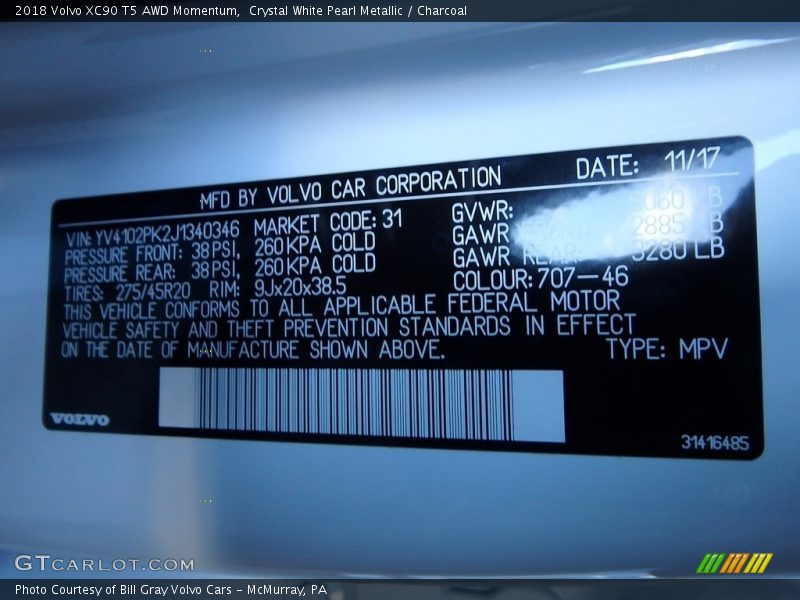 2018 Volvo XC90 T5 AWD Momentum,  Crystal White Pearl Metallic / Charcoal
MFD BY VOLVO CAR CORPORATION DATE: 11/17
VIN: YV4102PK2J1340346 MARKET CODE: 31 GVWR: LB
PRESSURE FRONT: 38 PSI, 260 KPA COLD GAWR 2885 LB
PRESSURE REAR: 38 PSI, 260 KPA COLD GAWR REAR: 3280 LB
TIRES: 275/45R20 RIM: 9Jx20x38.5 COLOUR: 707-46
THIS VEHICLE CONFORMS TO ALL APPLICABLE FEDERAL MOTOR
VEHICLE SAFETY AND THEFT PREVENTION STANDARDS IN EFFECT
ON THE DATE OF MANUFACTURE SHOWN ABOVE. TYPE: MPV
VOLVO
31416485
GTCARLOT.COM
Photo Courtesy of Bill Gray Volvo Cars - McMurray, PA